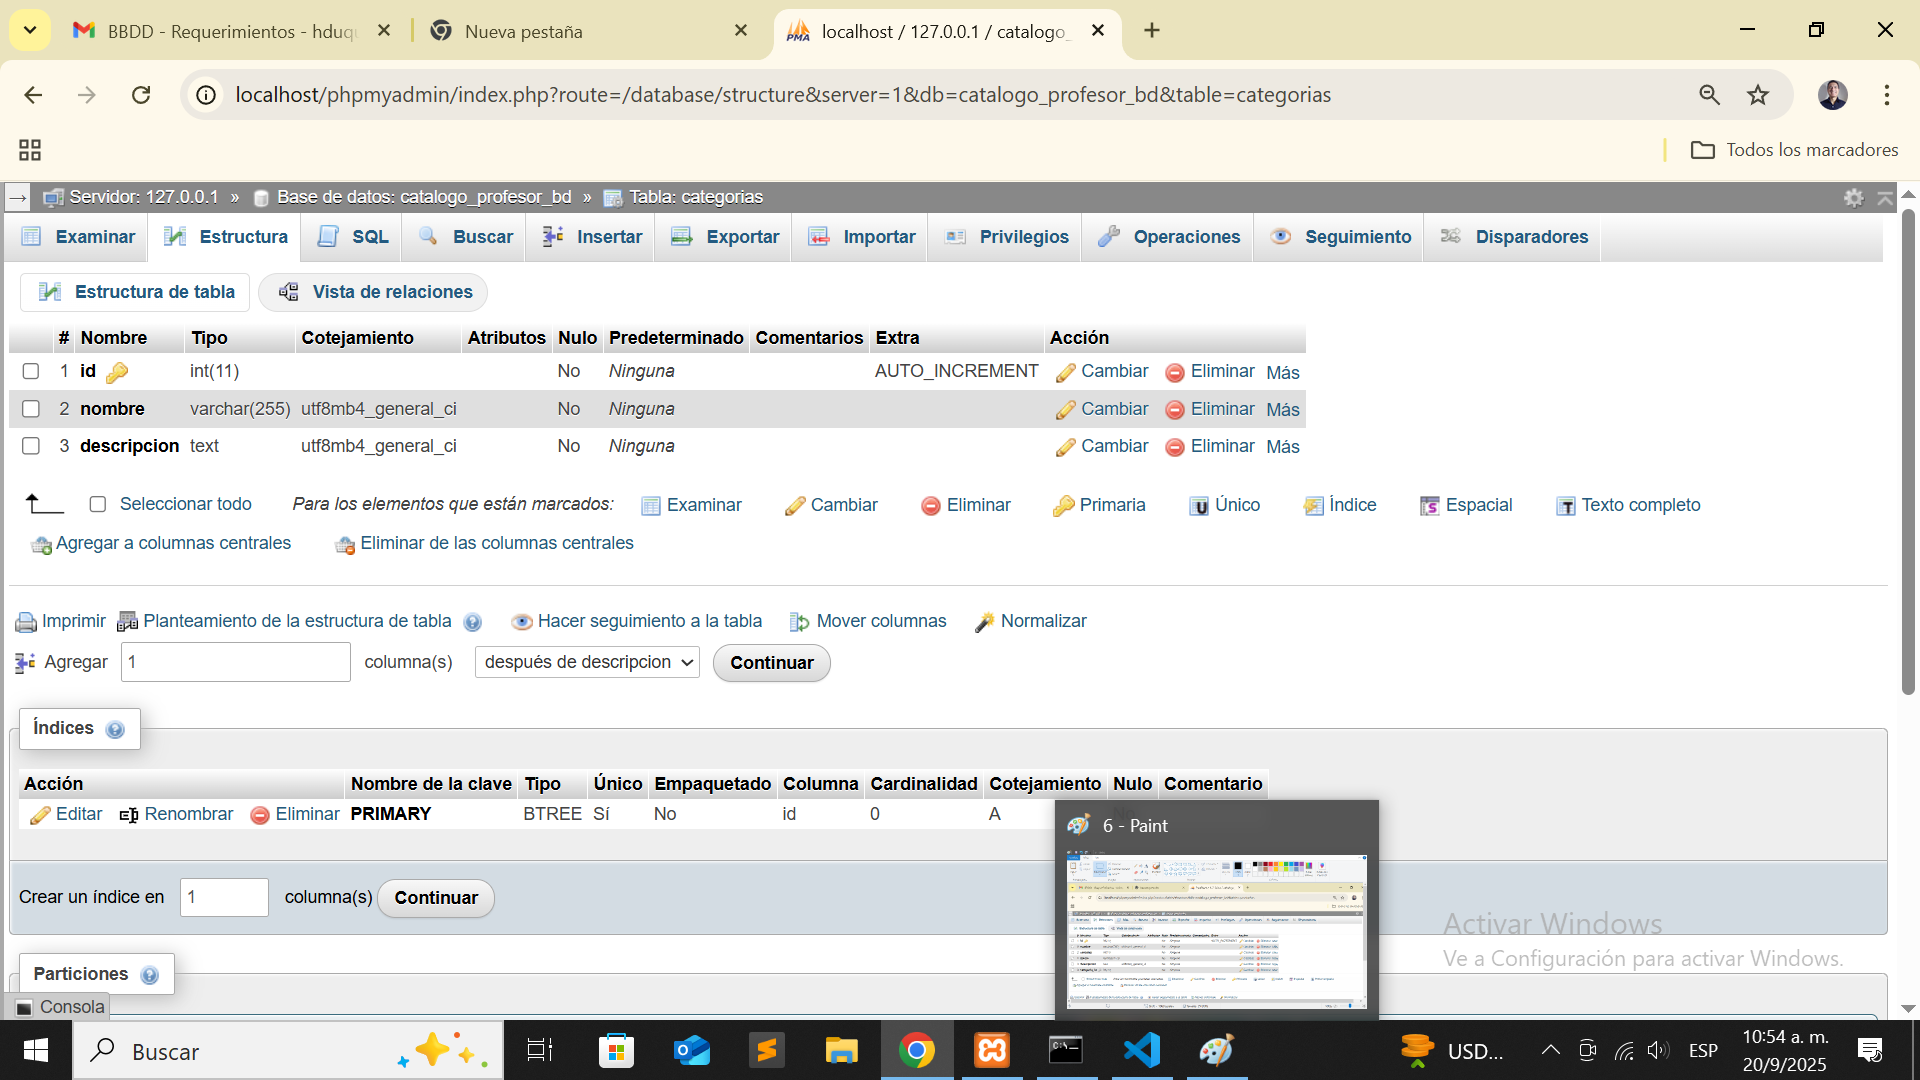 BBDD - Requerimientos - hduq
Nueva pestaña
localhost / 127.0.0.1 / catalogo_
localhost/phpmyadmin/index.php?route=/database/structure&server=1&db=catalogo_profesor_bd&table=categorias
Todos los marcadores
Servidor: 127.0.0.1 » Base de datos: catalogo_profesor_bd » Tabla: categorias
Examinar Estructura SQL Buscar Insertar Exportar Importar Privilegios Operaciones Seguimiento Disparadores
Estructura de tabla Vista de relaciones
# Nombre Tipo Cotejamiento Atributos Nulo Predeterminado Comentarios Extra Acción
1 id int(11) No Ninguna AUTO_INCREMENT Cambiar Eliminar Más
2 nombre varchar(255) utf8mb4_general_ci No Ninguna Cambiar Eliminar Más
3 descripcion text utf8mb4_general_ci No Ninguna Cambiar Eliminar Más
Seleccionar todo Para los elementos que están marcados: Examinar Cambiar Eliminar Primaria Único Índice Espacial Texto completo
Agregar a columnas centrales Eliminar de las columnas centrales
Imprimir Planteamiento de la estructura de tabla Hacer seguimiento a la tabla Mover columnas Normalizar
Agregar 1 columna(s) después de descripcion Continuar
Índices
Acción Nombre de la clave Tipo Único Empaquetado Columna Cardinalidad Cotejamiento Nulo Comentario
Editar Renombrar Eliminar PRIMARY BTREE Sí No id 0 A
6 - Paint
Crear un índice en 1 columna(s) Continuar
Activar Windows
Ve a Configuración para activar Windows.
Particiones
Consola
Buscar
USD...
ESP
10:54 a. m.
20/9/2025